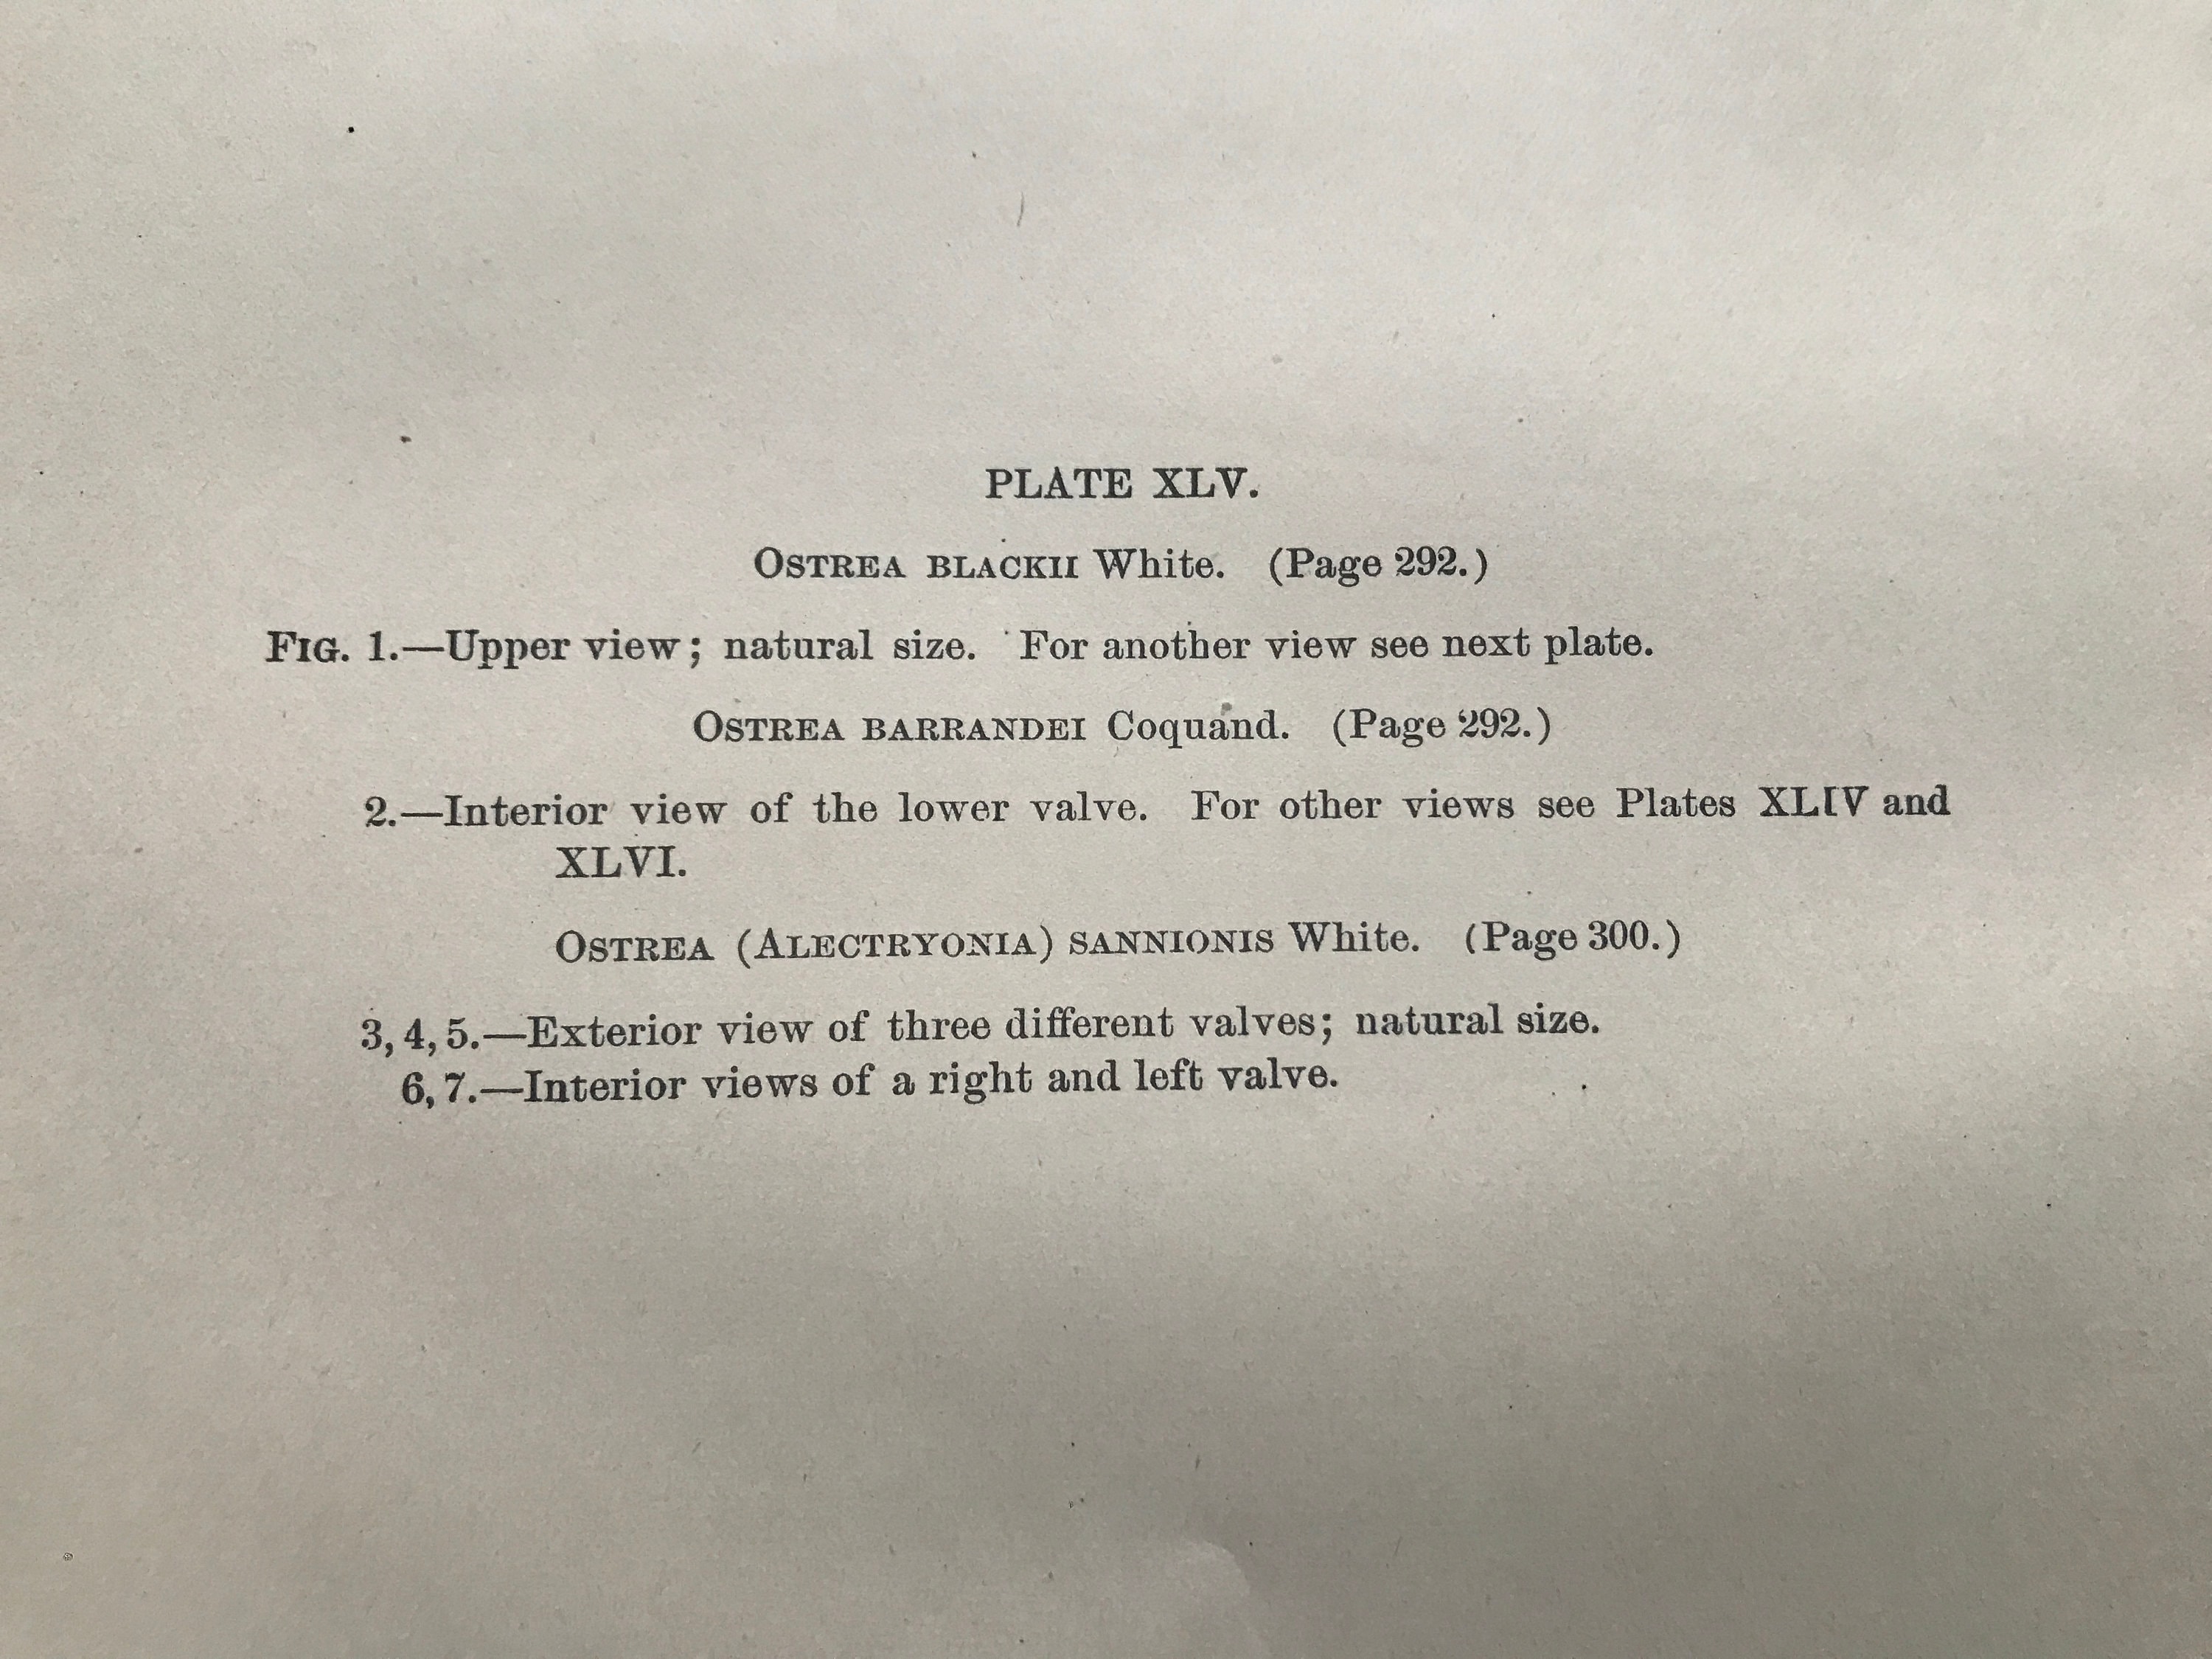 PLATE XLV.
OSTREA BLACKII White. (Page 292.)
FIG. 1.—Upper view; natural size. For another view see next plate.
OSTREA BARRANDEI Coquand. (Page 292.)
2.—Interior view of the lower valve. For other views see Plates XLIV and
XLVI.
OSTREA (ALECTRYONIA) SANNIONIS White. (Page 300.)
3, 4, 5.—Exterior view of three different valves; natural size.
6, 7.—Interior views of a right and left valve.